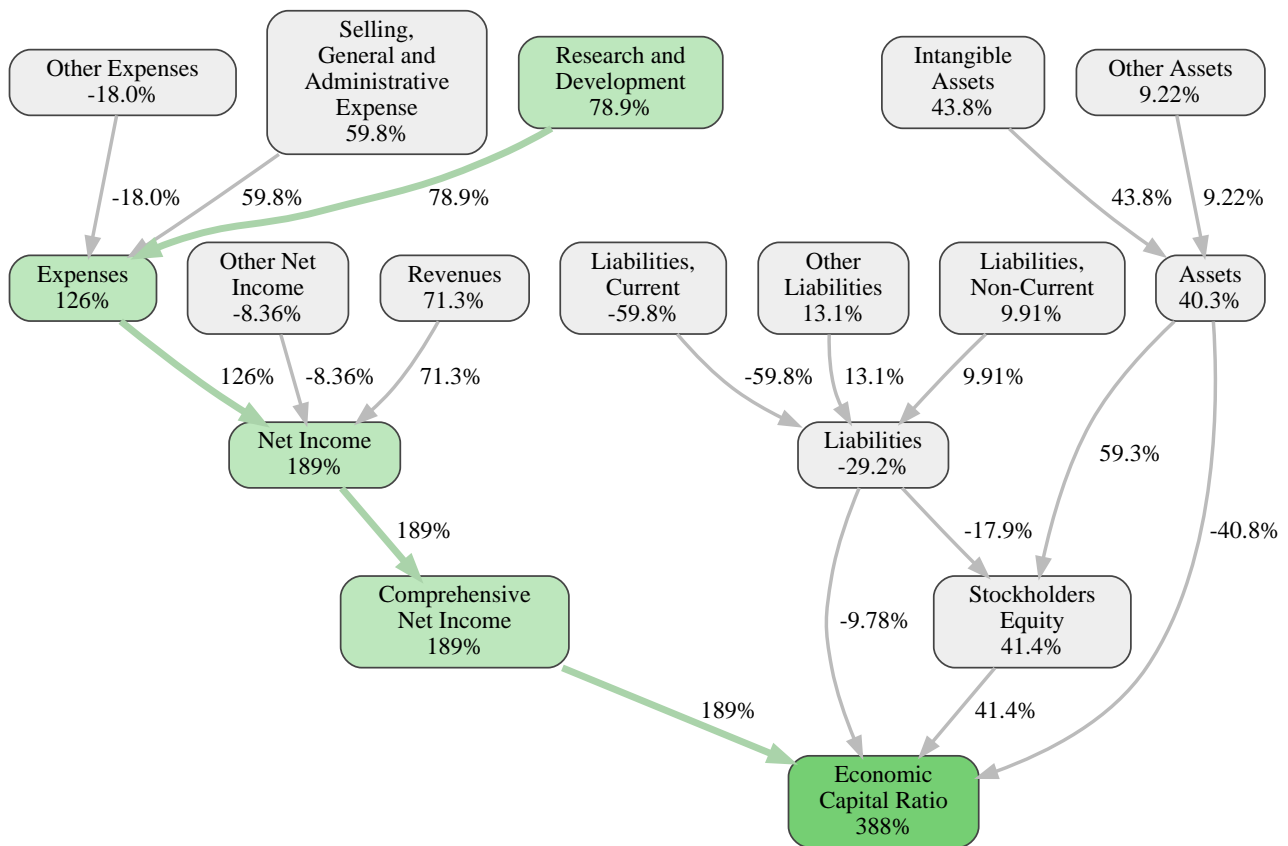 Other Expenses
-18.0%
Selling,
General and
Administrative
Expense
59.8%
Research and
Development
78.9%
Intangible
Assets
43.8%
Other Assets
9.22%
-18.0%
59.8%
78.9%
43.8%
9.22%
Expenses
126%
Other Net
Income
-8.36%
Revenues
71.3%
Liabilities,
Current
-59.8%
Other
Liabilities
13.1%
Liabilities,
Non-Current
9.91%
Assets
40.3%
126%
-8.36%
71.3%
-59.8%
13.1%
9.91%
Net Income
189%
Liabilities
-29.2%
59.3%
189%
-17.9%
-40.8%
Comprehensive
Net Income
189%
-9.78%
Stockholders
Equity
41.4%
189%
41.4%
Economic
Capital Ratio
388%